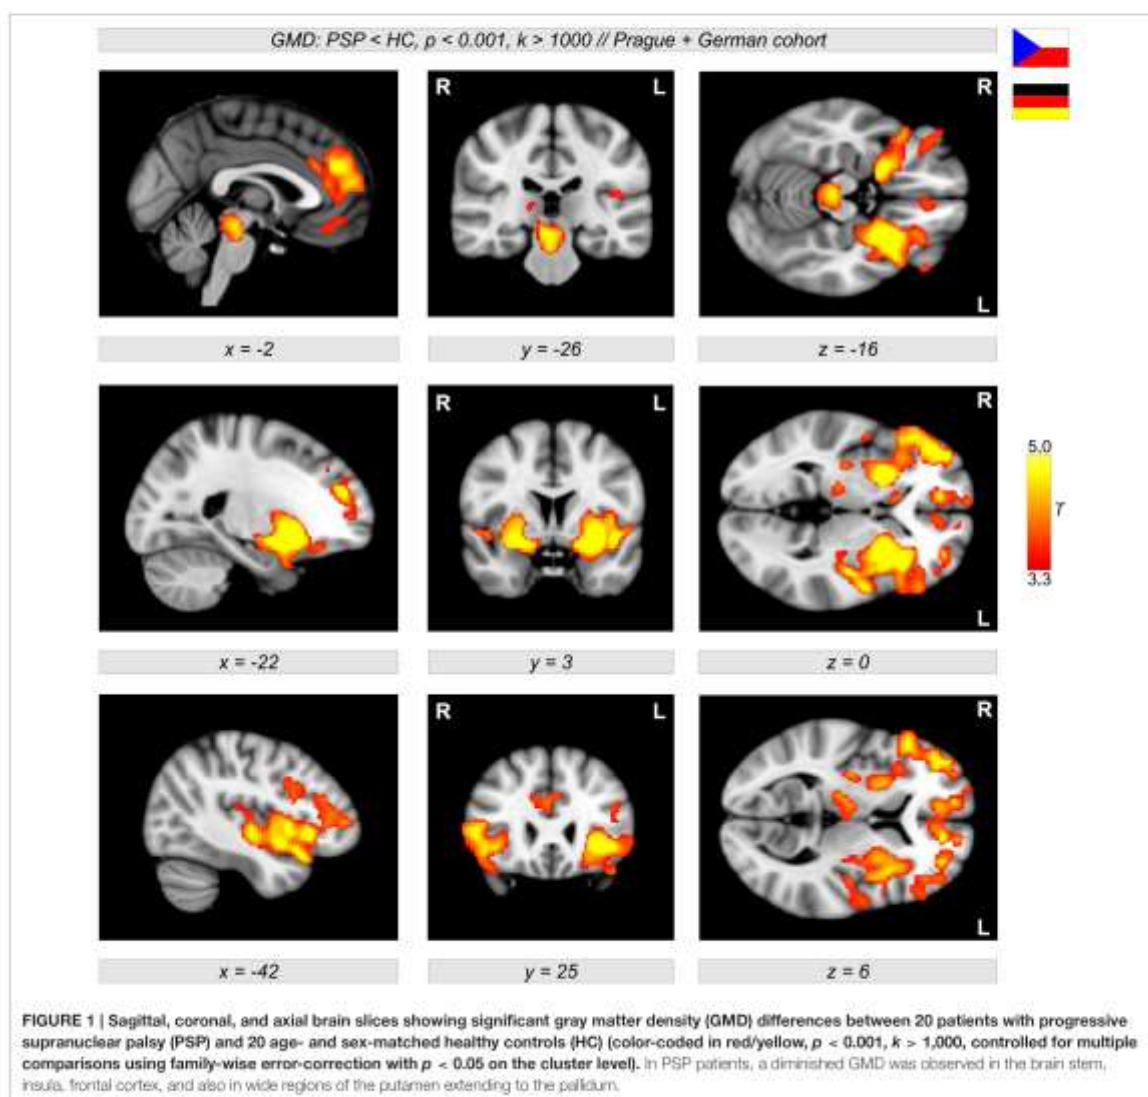 GMD: PSP < HC, p < 0.001, k > 1000 // Prague + German cohort
R L R
L
x = -2 y = -26 z = -16
R L R
5.0
T
3.3
L
x = -22 y = 3 z = 0
R L R
L
x = -42 y = 25 z = 6
FIGURE 1 | Sagittal, coronal, and axial brain slices showing significant gray matter density (GMD) differences between 20 patients with progressive
supranuclear palsy (PSP) and 20 age- and sex-matched healthy controls (HC) (color-coded in red/yellow, p < 0.001, k > 1,000, controlled for multiple
comparisons using family-wise error-correction with p < 0.05 on the cluster level). In PSP patients, a diminished GMD was observed in the brain stem,
insula, frontal cortex, and also in wide regions of the putamen extending to the pallidum.